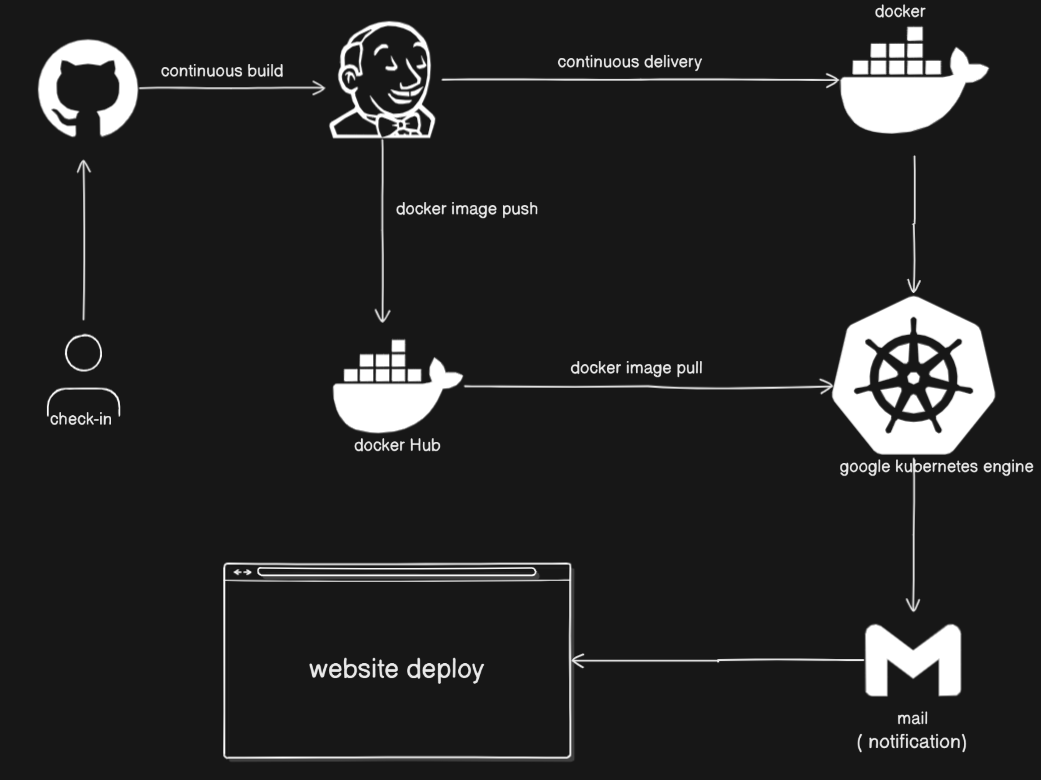 docker
continuous build
continuous delivery
docker image push
docker image pull
check-in
docker Hub
google kubernetes engine
website deploy
mail
( notification)